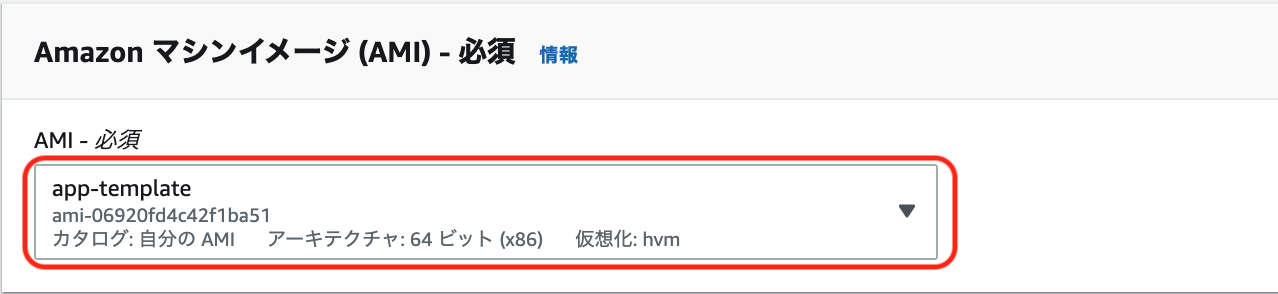 Amazon マシンイメージ (AMI) - 必須 情報
AMI - 必須
app-template
ami-06920fd4c42f1ba51
カタログ: 自分の AMI アーキテクチャ: 64 ビット (x86) 仮想化: hvm